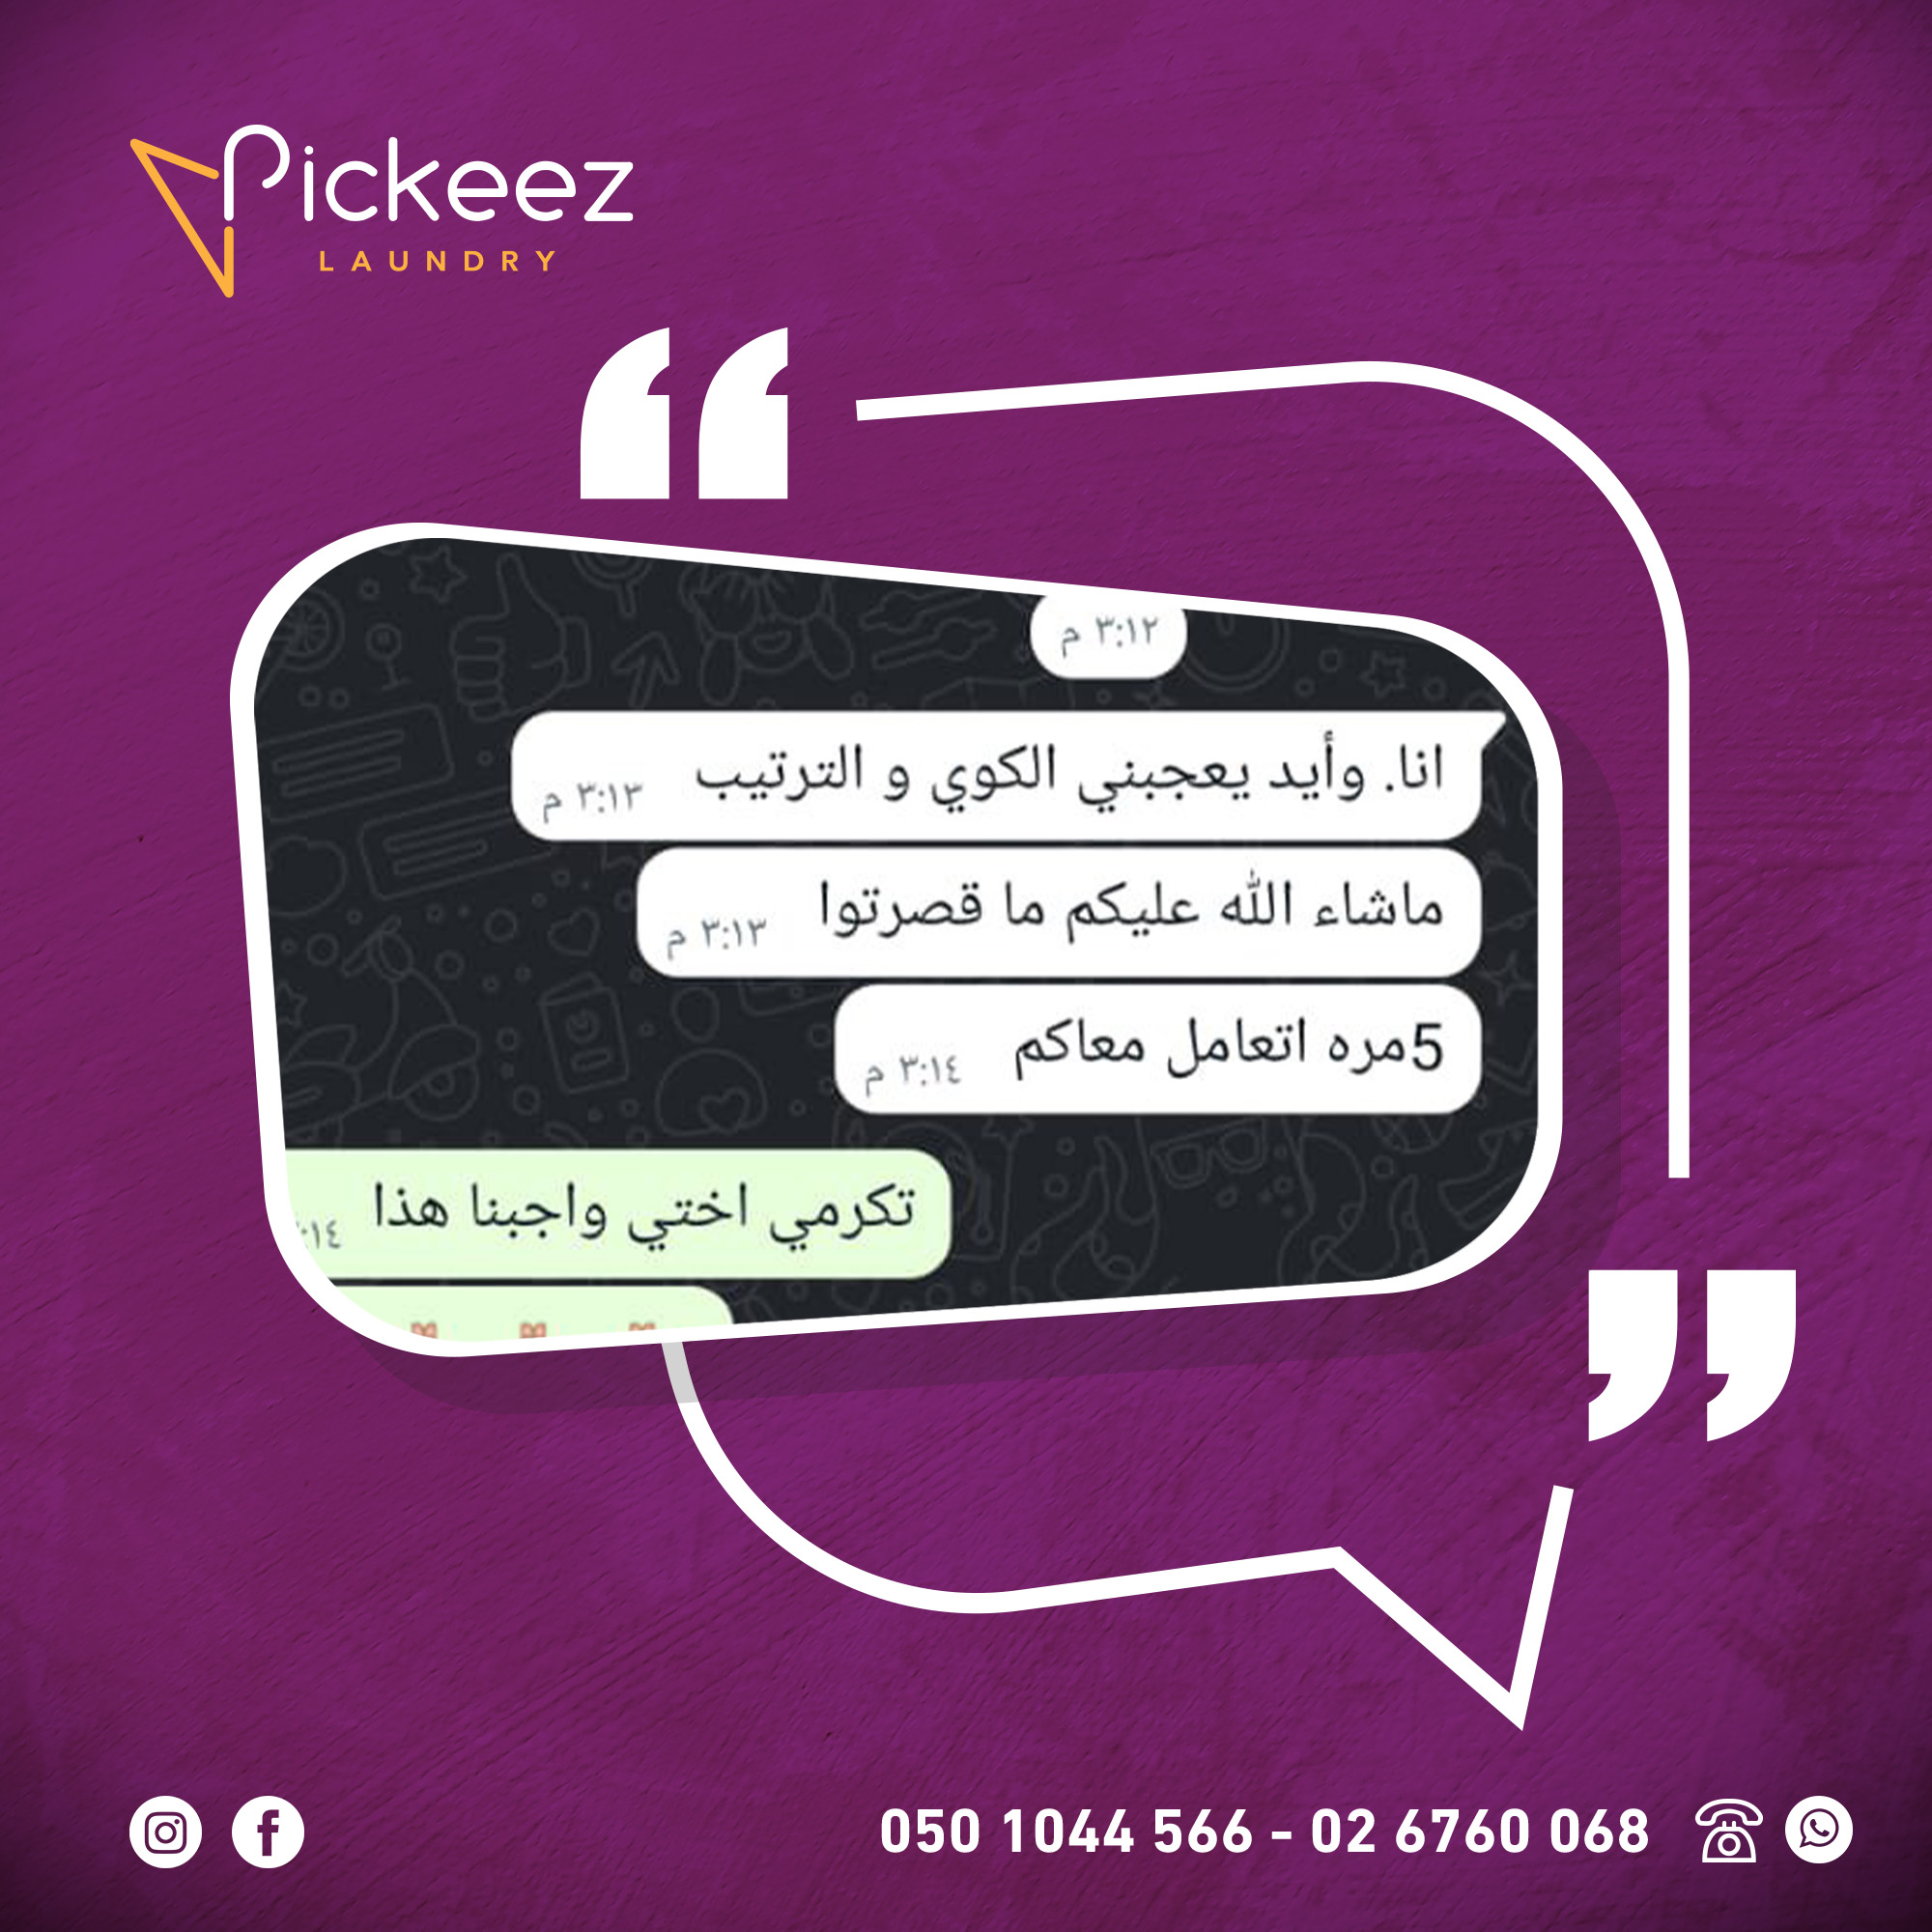 Pickeez
LAUNDRY
٣:١٢ م
انا. وأيد يعجبني الكوي و الترتيب
٣:١٣ م
ماشاء الله عليكم ما قصرتوا
٣:١٣ م
5مره اتعامل معاكم
٣:١٤ م
تكرمي اختي واجبنا هذا
:١٤
050 1044 566 - 02 6760 068